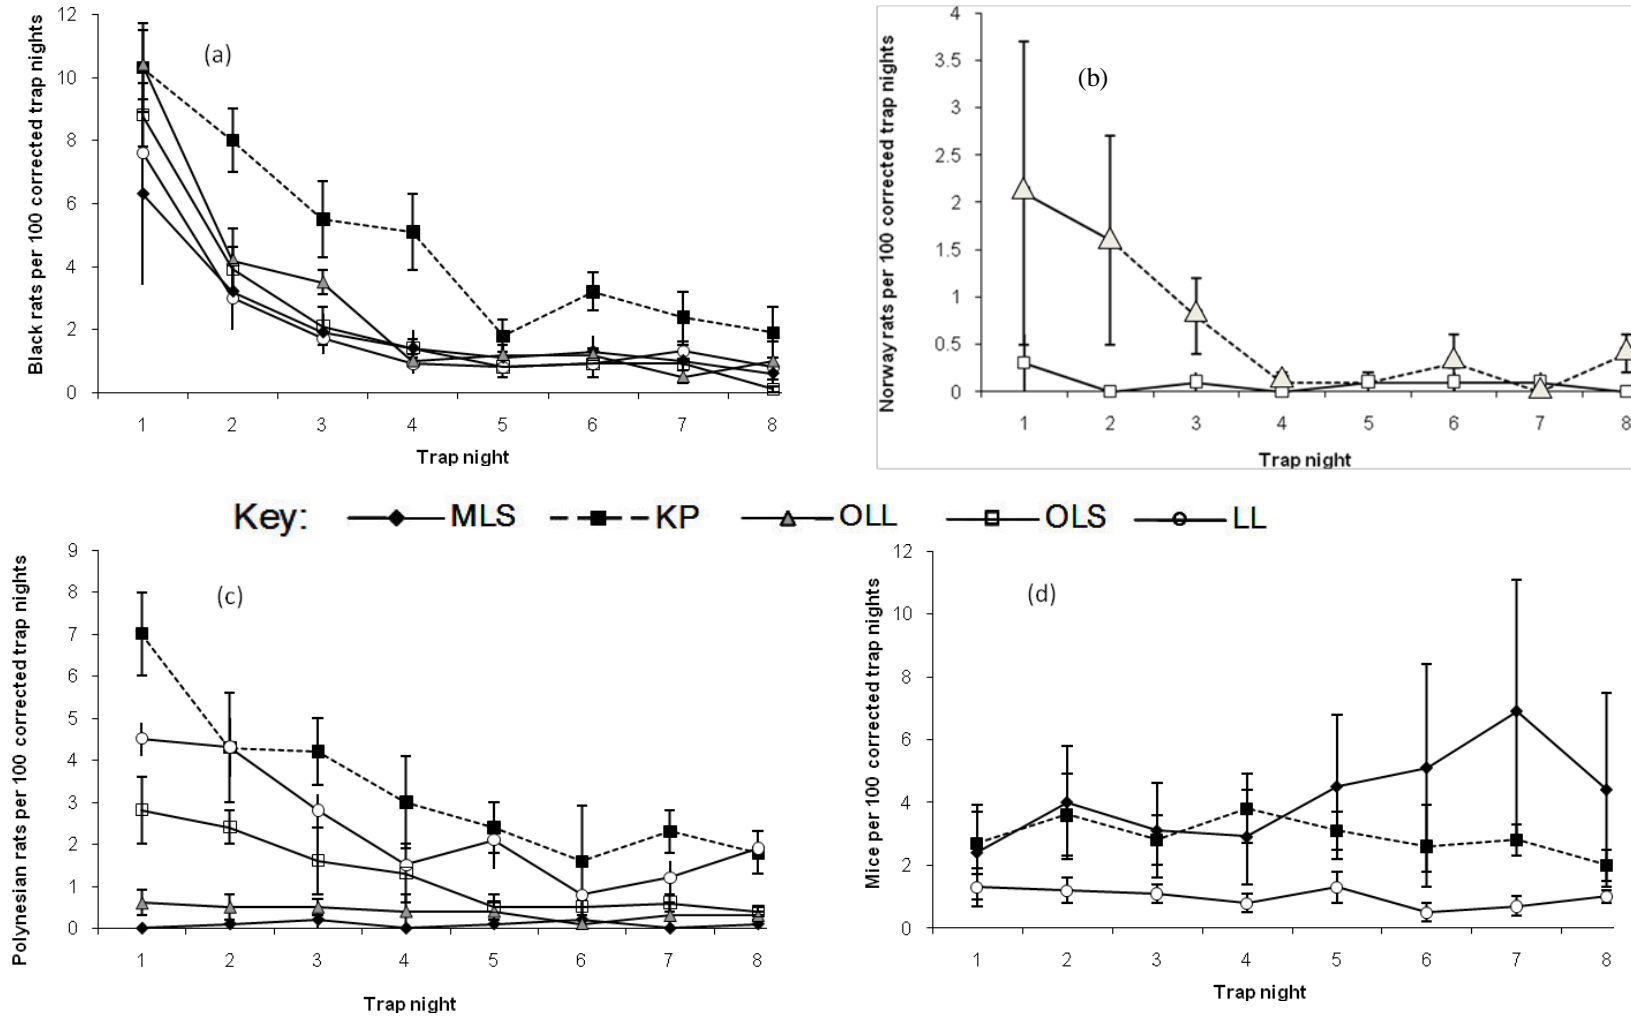 Black rats per 100 corrected trap nights
12
10
8
6
4
2
0
(a)
1 2 3 4 5 6 7 8
Trap night
Norway rats per 100 corrected trap nights
4
3.5
3
2.5
2
1.5
1
0.5
0
(b)
1 2 3 4 5 6 7 8
Trap night
Key: MLS KP OLL OLS LL
Polynesian rats per 100 corrected trap nights
9
8
7
6
5
4
3
2
1
0
(c)
1 2 3 4 5 6 7 8
Trap night
Mice per 100 corrected trap nights
12
10
8
6
4
2
0
(d)
1 2 3 4 5 6 7 8
Trap night